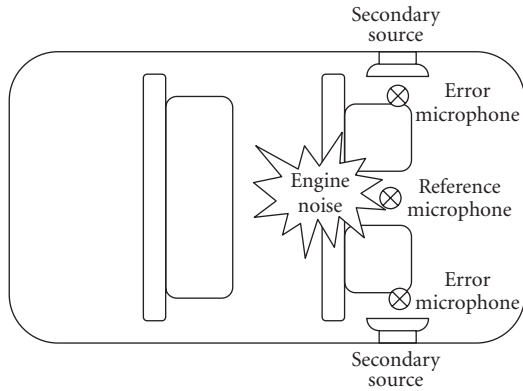 Secondary
source
Error
microphone
Engine
noise
Reference
microphone
Error
microphone
Secondary
source